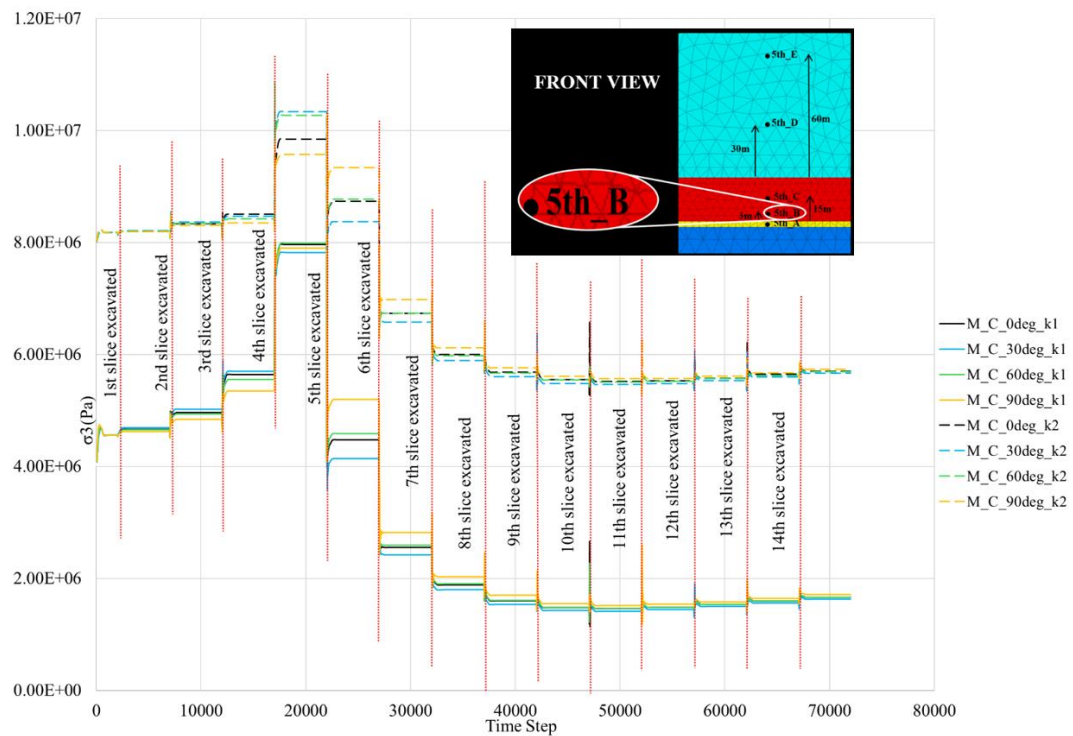 1.20E+07
1.00E+07
8.00E+06
6.00E+06
4.00E+06
2.00E+06
0.00E+00
σ3(Pa)
0
10000
20000
30000
40000
50000
60000
70000
80000
Time Step
1st slice excavated
2nd slice excavated
3rd slice excavated
4th slice excavated
5th slice excavated
6th slice excavated
7th slice excavated
8th slice excavated
9th slice excavated
10th slice excavated
11th slice excavated
12th slice excavated
13th slice excavated
14th slice excavated
FRONT VIEW
5th_E
60m
5th_D
30m
5th_C
15m
5th_B
5th_A
5th_B
M_C_0deg_k1
M_C_30deg_k1
M_C_60deg_k1
M_C_90deg_k1
M_C_0deg_k2
M_C_30deg_k2
M_C_60deg_k2
M_C_90deg_k2